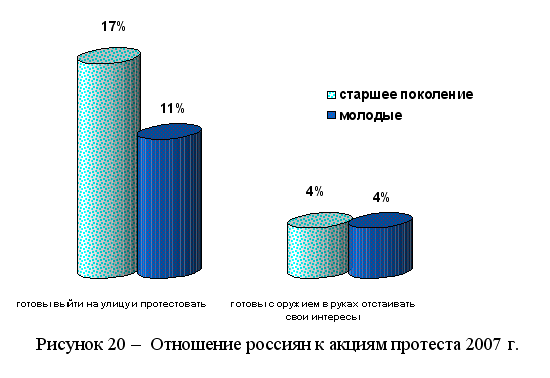 17%
11%
4%
4%
старшее поколение
молодые
готовы выйти на улицу и протестовать
готовы с оружием в руках отстаивать
свои интересы
Рисунок 20 – Отношение россиян к акциям протеста 2007 г.